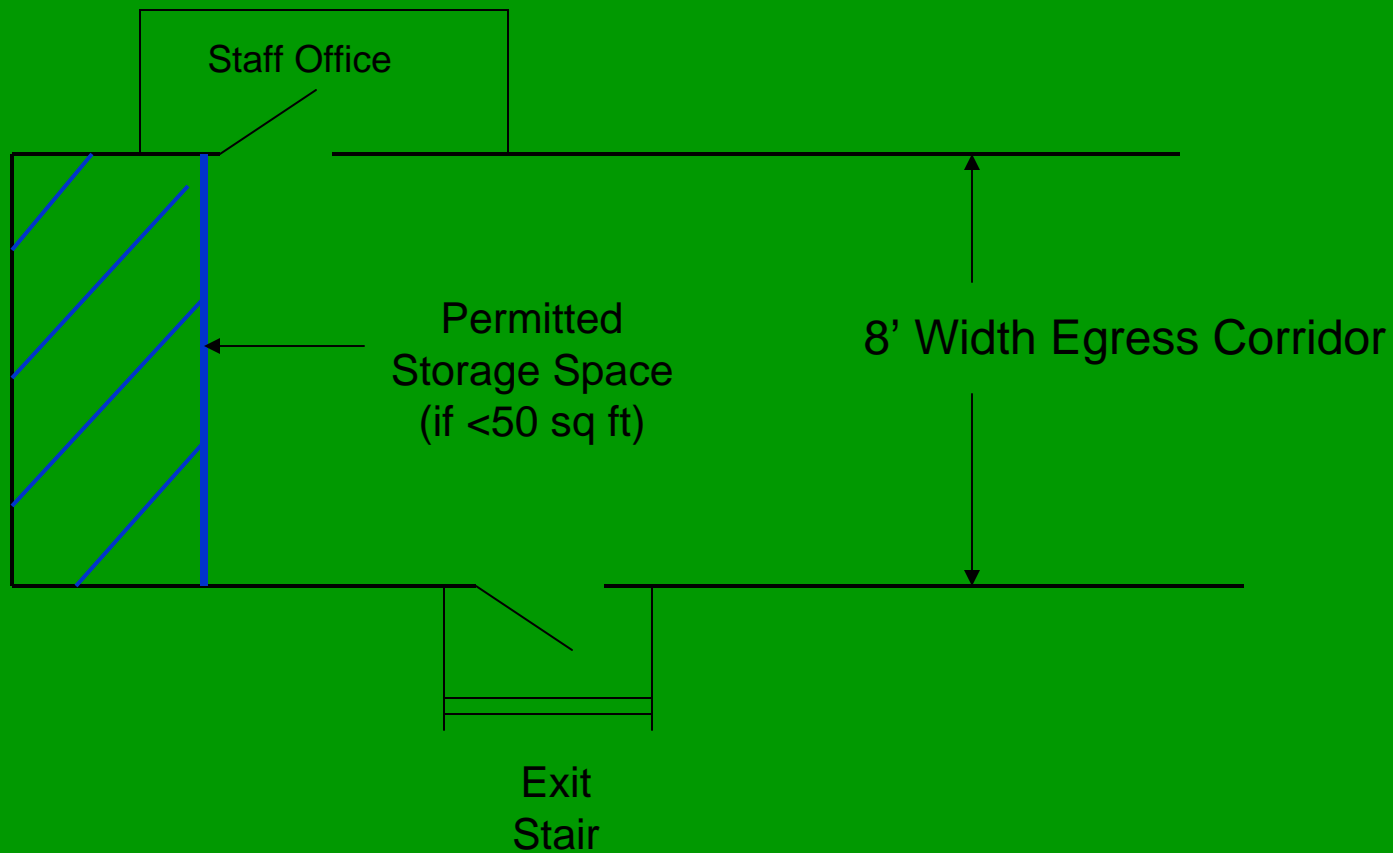 Staff Office
Permitted
Storage Space
(if <50 sq ft)
8’ Width Egress Corridor
Exit
Stair